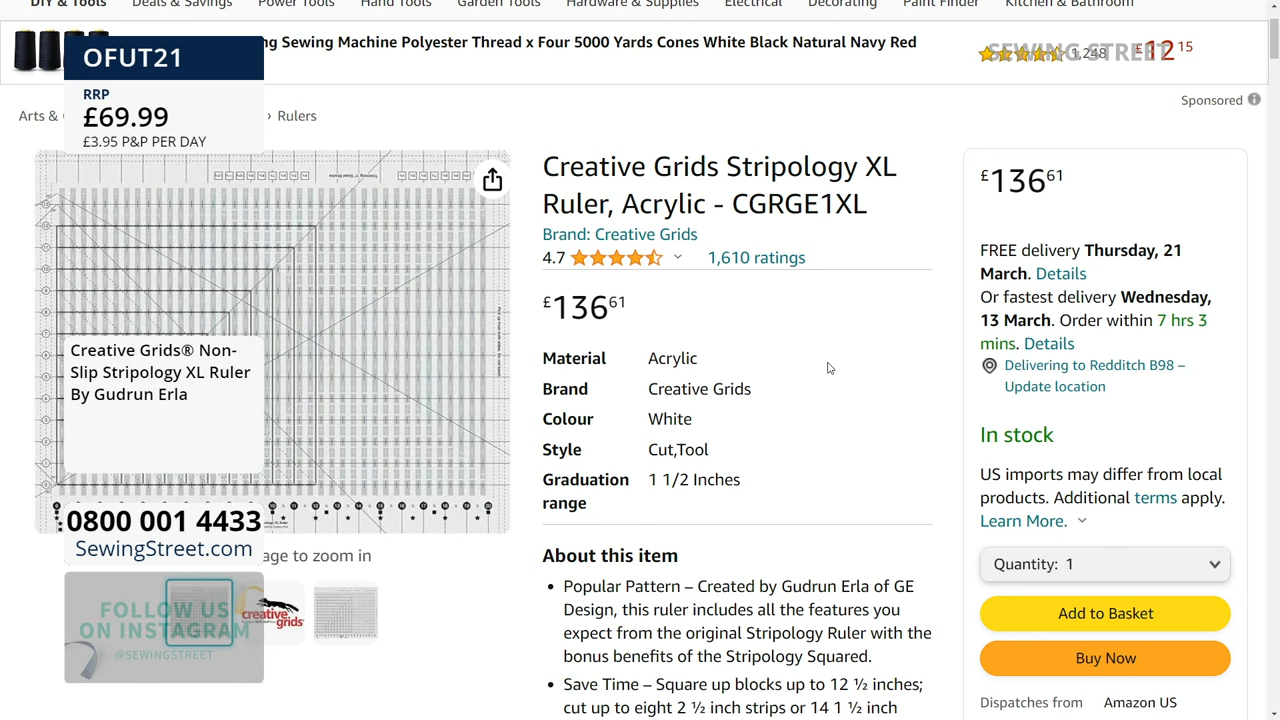 DIY & Tools
Deals & Savings
Power Tools
Hand Tools
Garden Tools
Hardware & Supplies
Electrical
Decorating
Paint Finder
Kitchen & Bathroom
ng Sewing Machine Polyester Thread x Four 5000 Yards Cones White Black Natural Navy Red
1,248
£12 15
SEWING STREET
Sponsored
OFUT21
RRP
£69.99
£3.95 P&P PER DAY
Arts &
› Rulers
Creative Grids® Non-
Slip Stripology XL Ruler
By Gudrun Erla
0800 001 4433
SewingStreet.com
age to zoom in
FOLLOW US
ON INSTAGRAM
@SEWINGSTREET
creative
grids
Creative Grids Stripology XL
Ruler, Acrylic - CGRGE1XL
Brand: Creative Grids
4.7
1,610 ratings
£136 61
Material Acrylic
Brand Creative Grids
Colour White
Style Cut,Tool
Graduation 1 1/2 Inches
range
About this item
• Popular Pattern – Created by Gudrun Erla of GE
Design, this ruler includes all the features you
expect from the original Stripology Ruler with the
bonus benefits of the Stripology Squared.
• Save Time – Square up blocks up to 12 ½ inches;
cut up to eight 2 ½ inch strips or 14 1 ½ inch
£136 61
FREE delivery Thursday, 21
March. Details
Or fastest delivery Wednesday,
13 March. Order within 7 hrs 3
mins. Details
Delivering to Redditch B98 –
Update location
In stock
US imports may differ from local
products. Additional terms apply.
Learn More.
Quantity: 1
Add to Basket
Buy Now
Dispatches from Amazon US